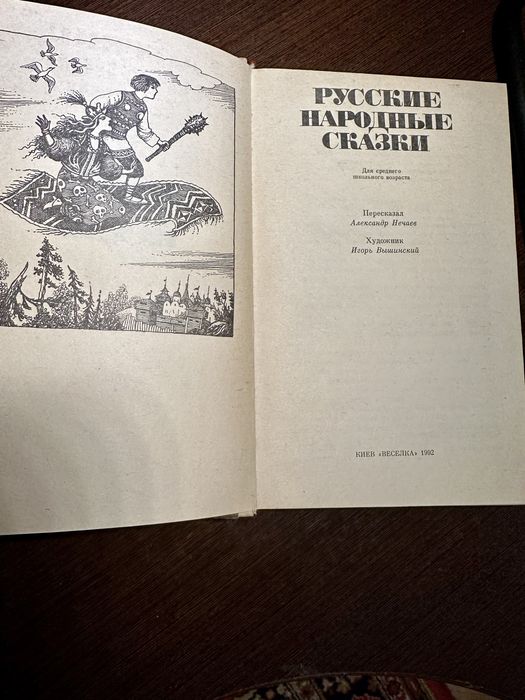 РУССКИЕ
НАРОДНЫЕ
СКАЗКИ
Для среднего
школьного возраста
Пересказал
Александр Нечаев
Художник
Игорь Вышинский
КИЕВ «ВЕСЕЛКА» 1992